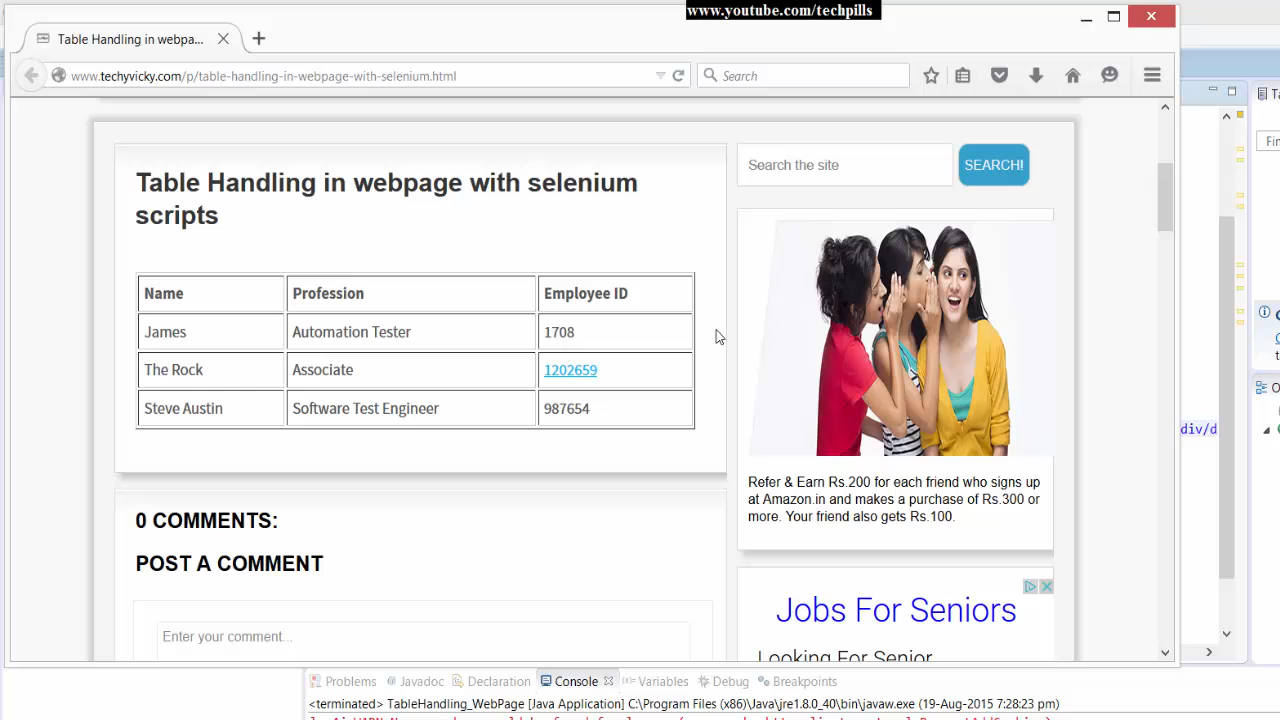 www.youtube.com/techpills
Table Handling in webpa...
www.techyvicky.com/p/table-handling-in-webpage-with-selenium.html
Search
Table Handling in webpage with selenium
scripts
Name Profession Employee ID
James Automation Tester 1708
The Rock Associate 1202659
Steve Austin Software Test Engineer 987654
0 COMMENTS:
POST A COMMENT
Enter your comment...
Search the site
SEARCH!
Refer & Earn Rs.200 for each friend who signs up
at Amazon.in and makes a purchase of Rs.300 or
more. Your friend also gets Rs.100.
Jobs For Seniors
Looking For Senior
Ta
Fin
div/d
Problems Javadoc Declaration Console Variables Debug Breakpoints
<terminated> TableHandling_WebPage [Java Application] C:\Program Files (x86)\Java\jre1.8.0_40\bin\javaw.exe (19-Aug-2015 7:28:23 pm)